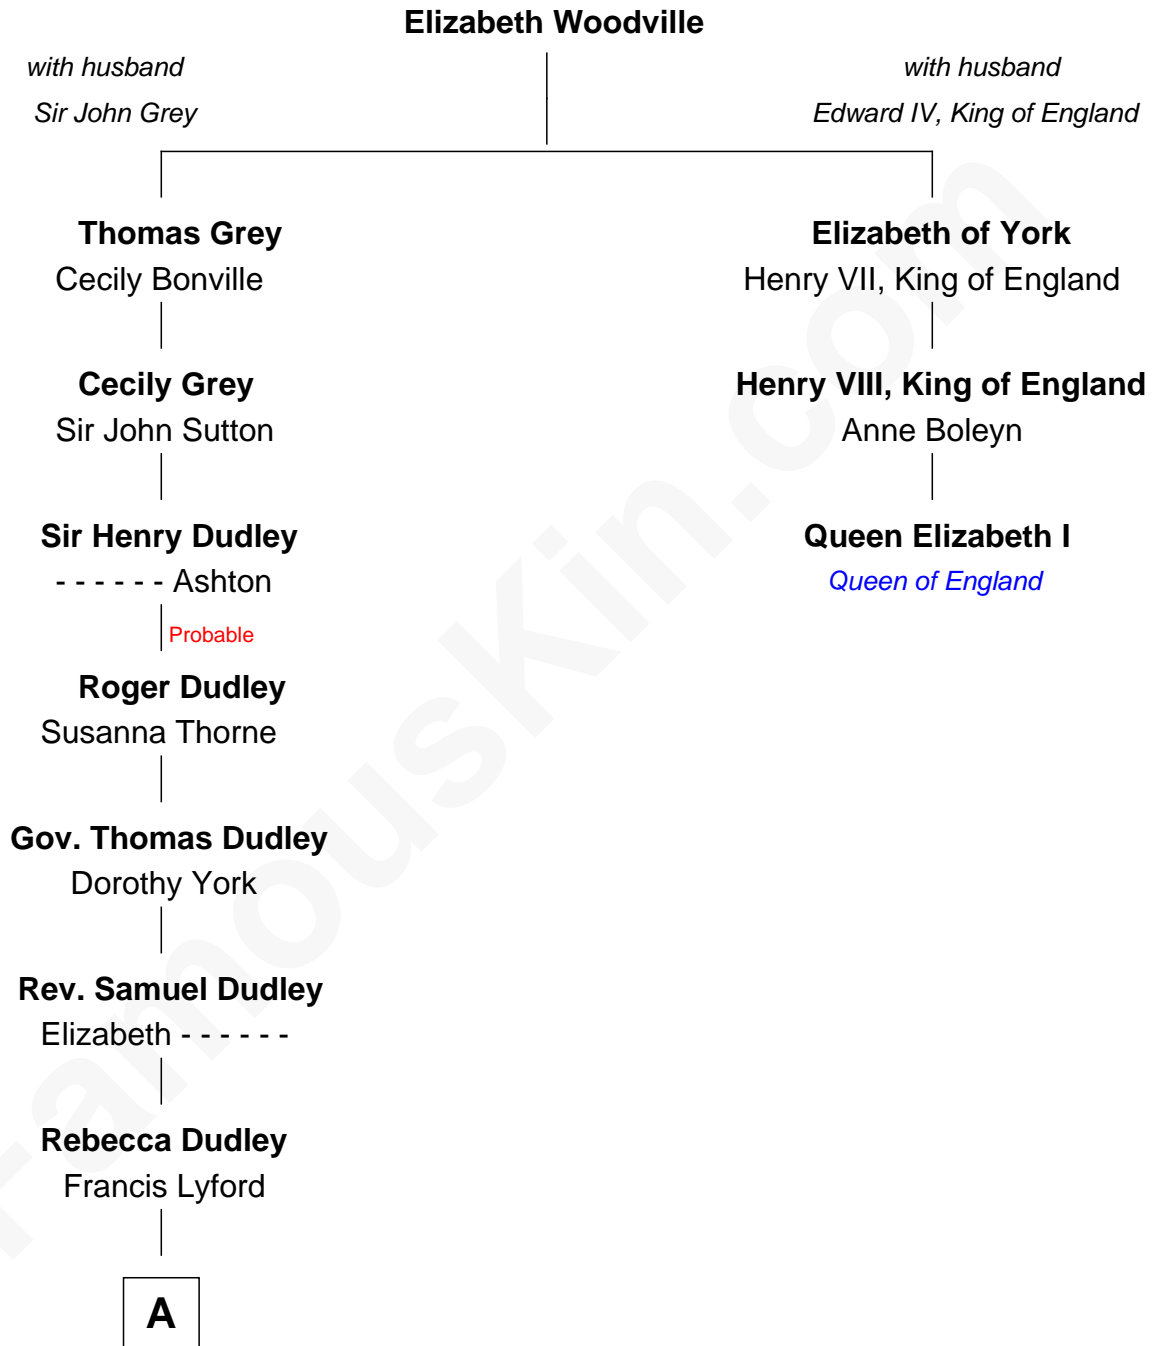 Elizabeth Woodville
with husband
Sir John Grey
with husband
Edward IV, King of England
Thomas Grey
Cecily Bonville
Elizabeth of York
Henry VII, King of England
Cecily Grey
Sir John Sutton
Henry VIII, King of England
Anne Boleyn
Sir Henry Dudley
- - - - - - Ashton
Queen Elizabeth I
Queen of England
Probable
Roger Dudley
Susanna Thorne
Gov. Thomas Dudley
Dorothy York
Rev. Samuel Dudley
Elizabeth - - - - - -
Rebecca Dudley
Francis Lyford
A
FamousKin.com